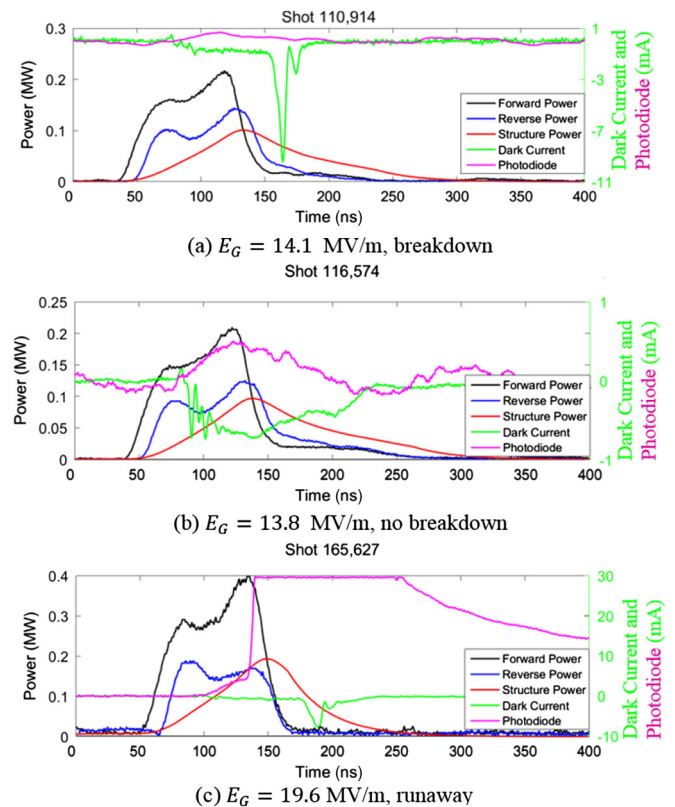 Shot 110,914
Power (MW)
0.3
0.2
0.1
0
1
-3
-7
-11
Dark Current and
Photodiode (mA)
Forward Power
Reverse Power
Structure Power
Dark Current
Photodiode
0 50 100 150 200 250 300 350 400
Time (ns)
(a) E_G = 14.1 MV/m, breakdown
Shot 116,574
Power (MW)
0.25
0.2
0.15
0.1
0.05
0
1
0
-1
Dark Current and
Photodiode (mA)
Forward Power
Reverse Power
Structure Power
Dark Current
Photodiode
0 50 100 150 200 250 300 350 400
Time (ns)
(b) E_G = 13.8 MV/m, no breakdown
Shot 165,627
Power (MW)
0.4
0.3
0.2
0.1
0
30
20
10
0
-10
Dark Current and
Photodiode (mA)
Forward Power
Reverse Power
Structure Power
Dark Current
Photodiode
0 50 100 150 200 250 300 350 400
Time (ns)
(c) E_G = 19.6 MV/m, runaway